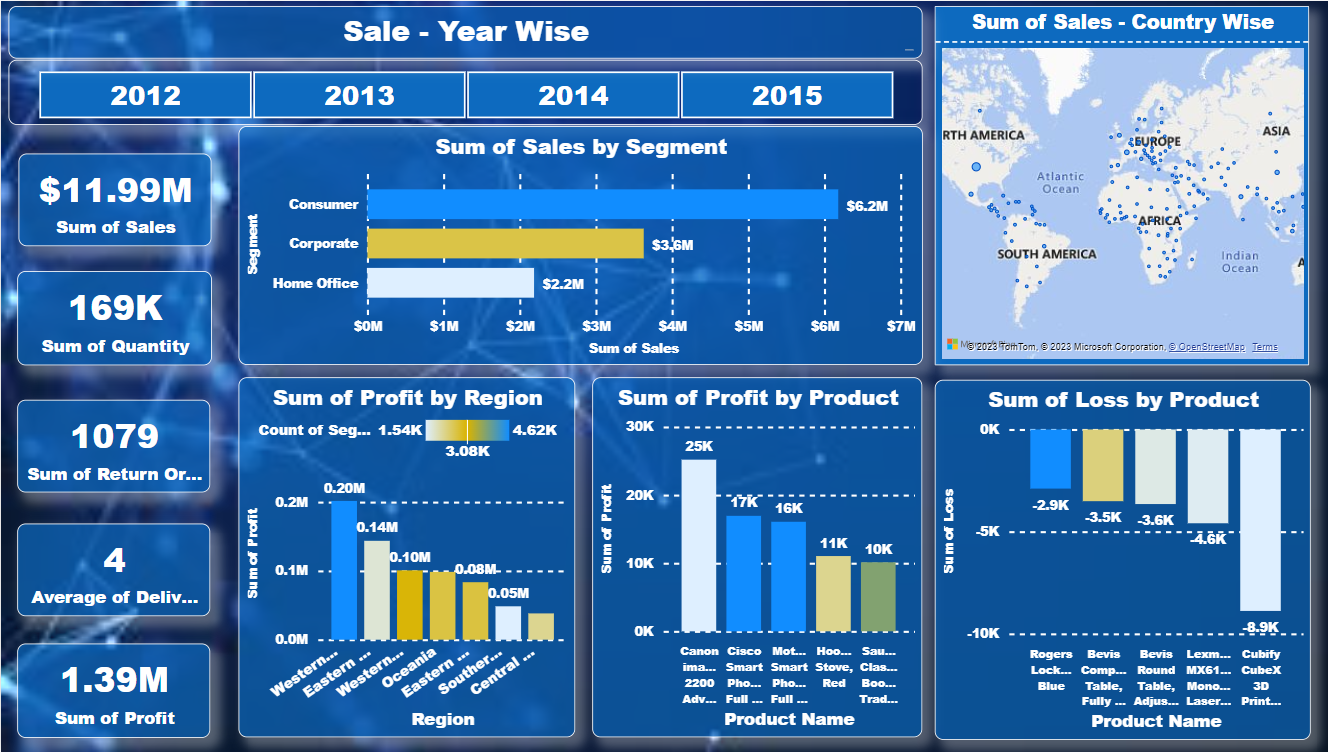 Sale - Year Wise
2012
2013
2014
2015
$11.99M
Sum of Sales
169K
Sum of Quantity
1079
Sum of Return Or...
4
Average of Deliv...
1.39M
Sum of Profit
Sum of Sales by Segment
Segment
Consumer
$6.2M
Corporate
$3.6M
Home Office
$2.2M
$0M
$1M
$2M
$3M
$4M
$5M
$6M
$7M
Sum of Sales
Sum of Sales - Country Wise
RTH AMERICA
EUROPE
ASIA
Atlantic
Ocean
AFRICA
SOUTH AMERICA
Indian
Ocean
A
© 2023 TomTom, © 2023 Microsoft Corporation, © OpenStreetMap Terms
Sum of Profit by Region
Count of Seg... 1.54K 4.62K
3.08K
Sum of Profit
0.2M
0.1M
0.0M
0.20M
0.14M
0.10M
0.08M
0.05M
Western...
Eastern ...
Western...
Oceania
Eastern ...
Souther...
Central ...
Region
Sum of Profit by Product
Sum of Profit
30K
20K
10K
0K
25K
17K
16K
11K
10K
Canon
ima...
2200
Adv...
Cisco
Smart
Pho...
Full ...
Mot...
Smart
Pho...
Full ...
Hoo...
Stove,
Red
Sau...
Clas...
Boo...
Trad...
Product Name
Sum of Loss by Product
Sum of Loss
0K
-5K
-10K
-2.9K
-3.5K
-3.6K
-4.6K
-8.9K
Rogers
Lock...
Blue
Bevis
Comp...
Table,
Fully ...
Bevis
Round
Table,
Adjus...
Lexm...
MX61...
Mono...
Laser...
Cubify
CubeX
3D
Print...
Product Name